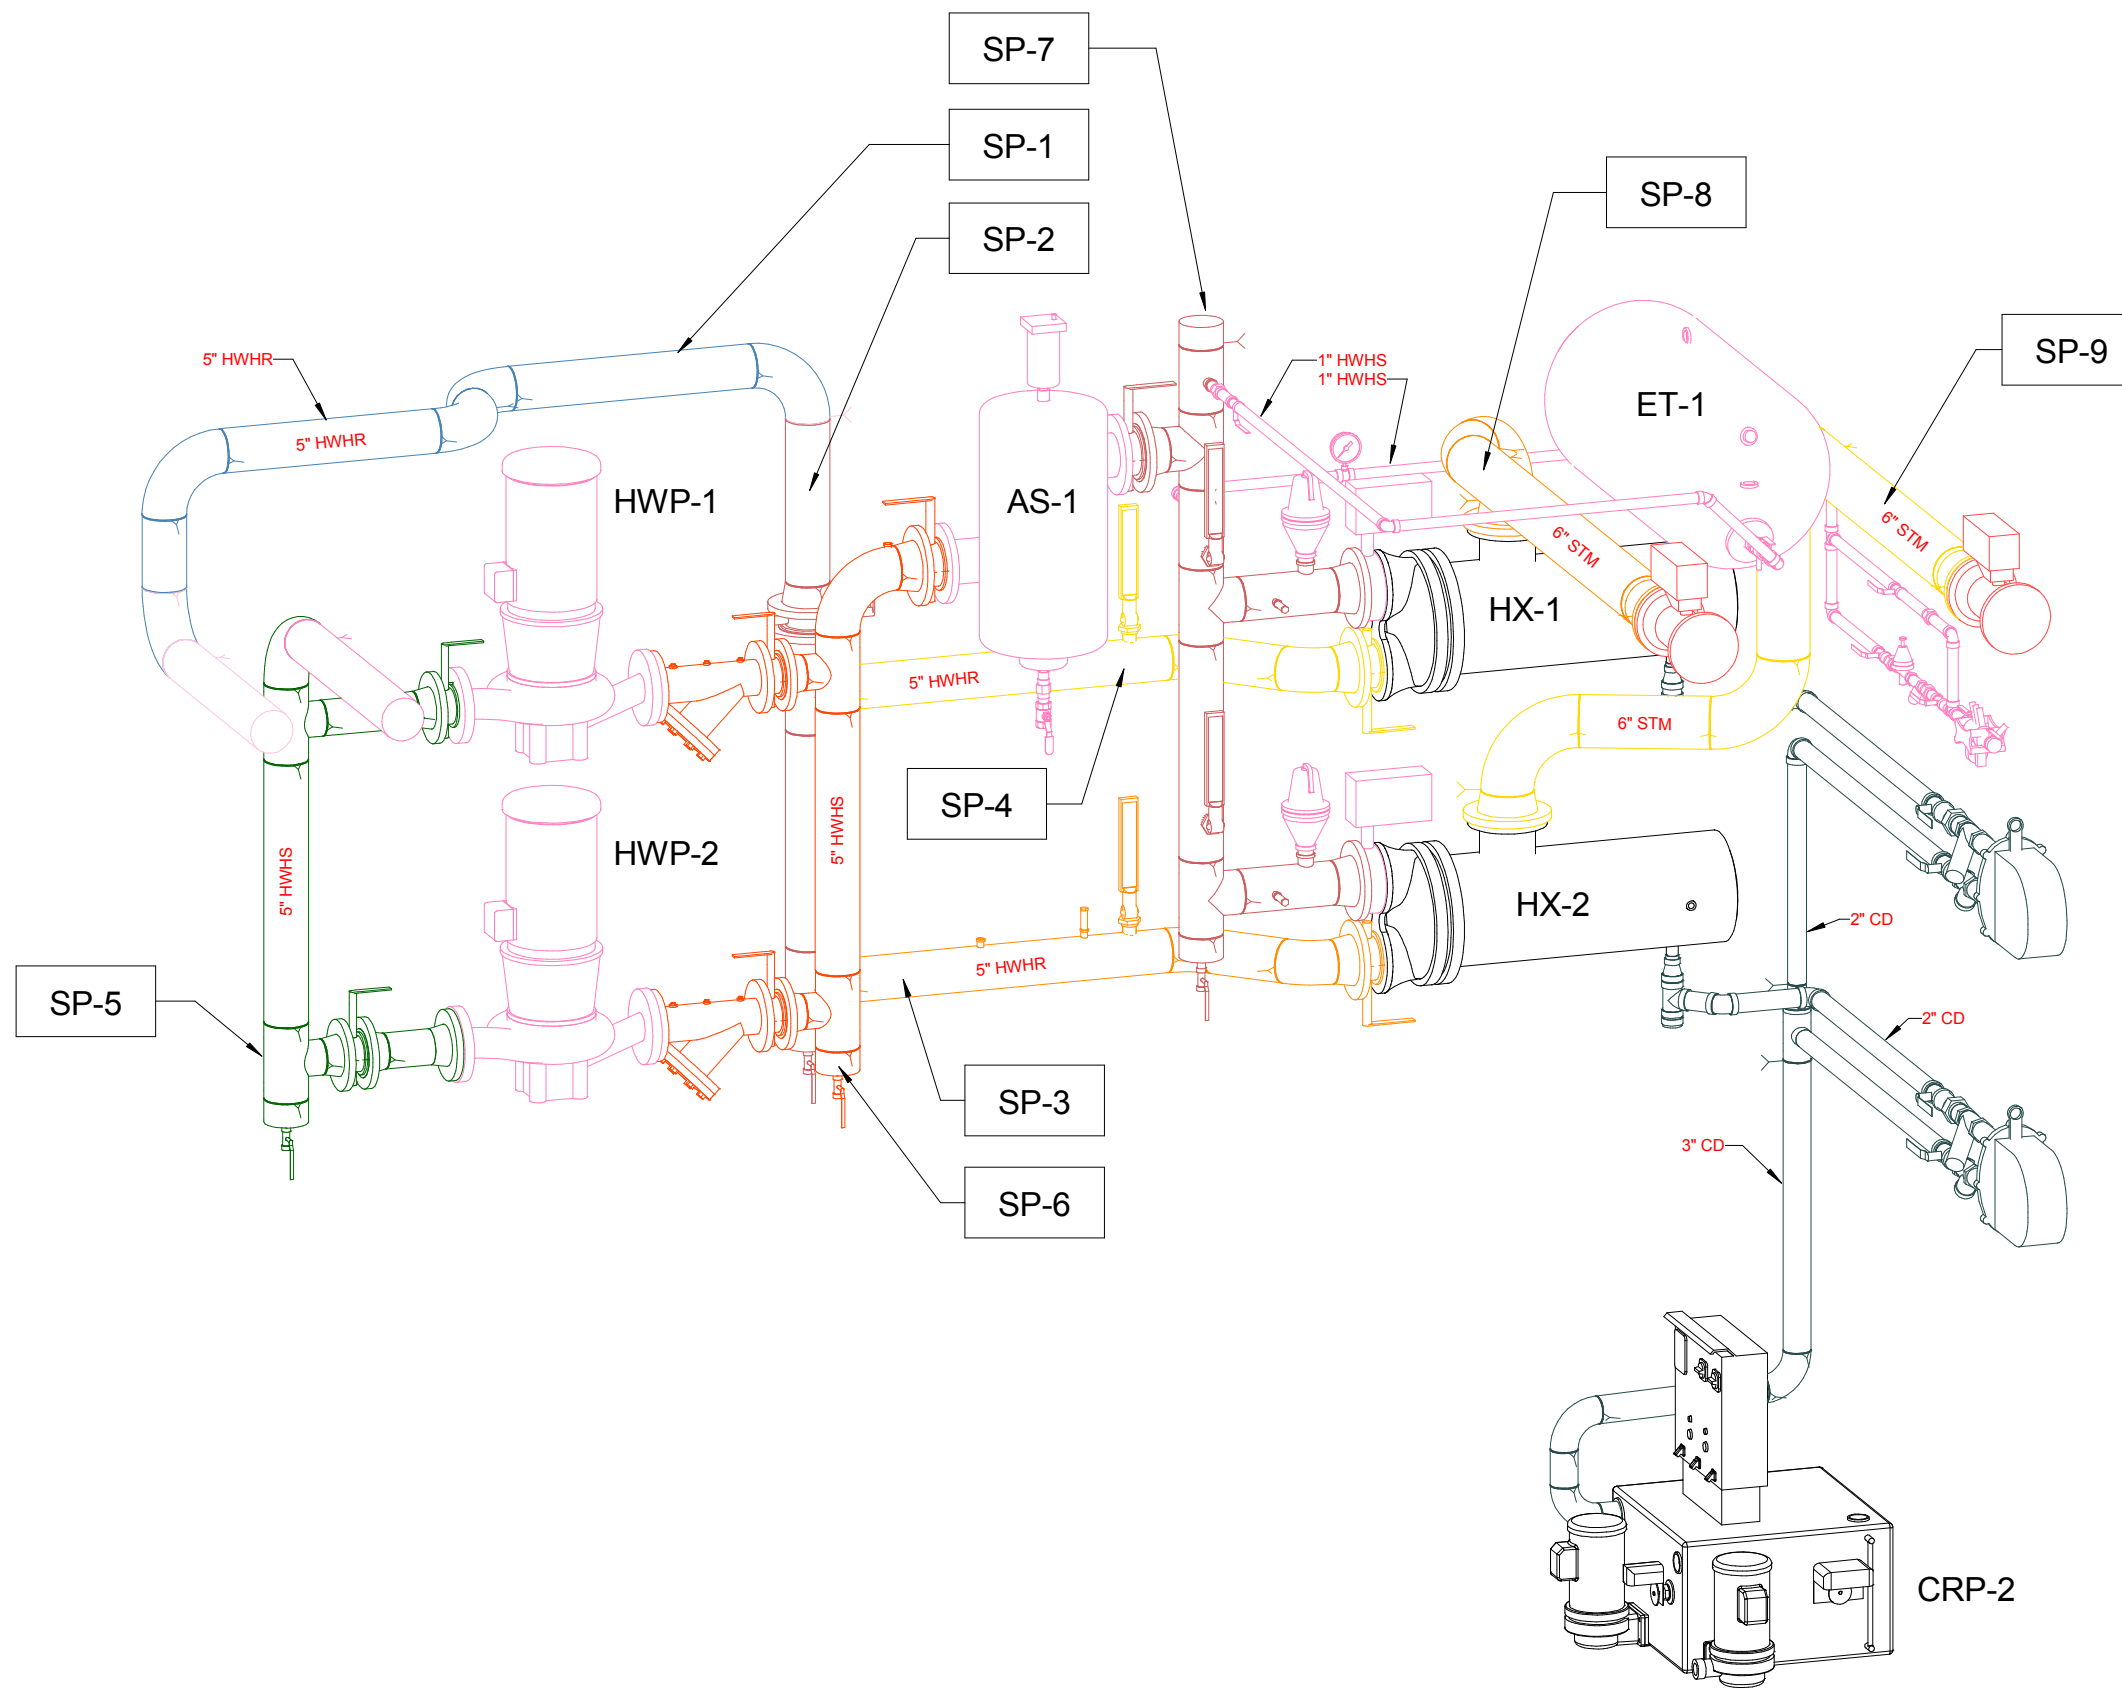 SP-7
SP-1
SP-8
SP-2
SP-9
5" HWHR
1" HWHS
1" HWHS
5" HWHR
ET-1
HWP-1
AS-1
6" STM
6" STM
HX-1
5" HWHR
6" STM
SP-4
5" HWHS
HWP-2
5" HWHS
HX-2
2" CD
5" HWHR
SP-5
2" CD
SP-3
3" CD
SP-6
CRP-2